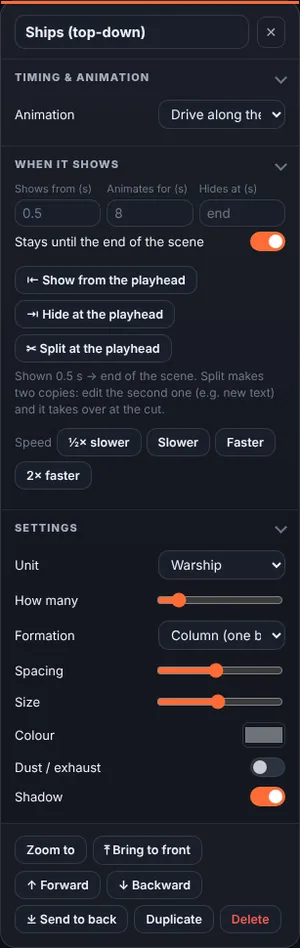 Ships (top-down) ✕
TIMING & ANIMATION
Animation Drive along the
WHEN IT SHOWS
Shows from (s) Animates for (s) Hides at (s)
0.5 8 end
Stays until the end of the scene
⇤ Show from the playhead
⇥ Hide at the playhead
✂ Split at the playhead
Shown 0.5 s → end of the scene. Split makes
two copies: edit the second one (e.g. new text)
and it takes over at the cut.
Speed ½× slower Slower Faster
2× faster
SETTINGS
Unit Warship
How many
Formation Column (one b
Spacing
Size
Colour
Dust / exhaust
Shadow
Zoom to ⤒ Bring to front
↑ Forward ↓ Backward
⤓ Send to back Duplicate Delete